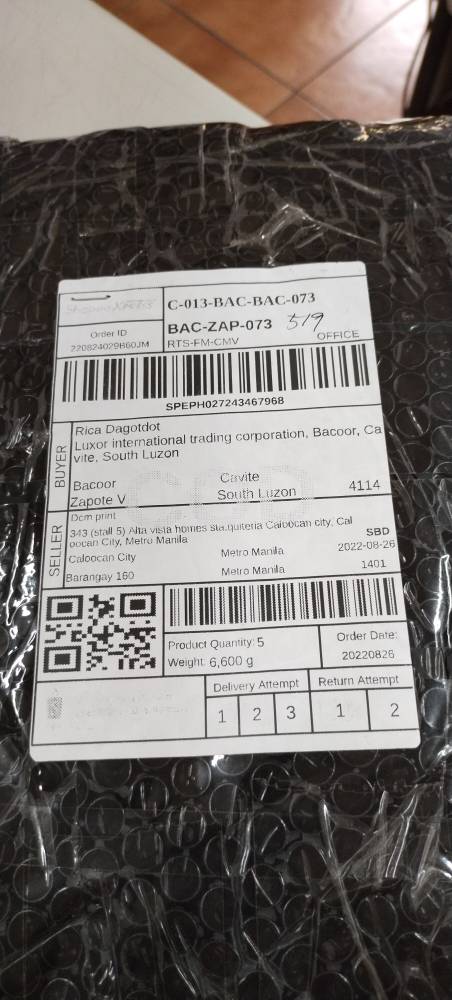 C-013-BAC-BAC-073
BAC-ZAP-073 519
RTS-FM-CMV OFFICE
Order ID
220824029B60JM
SPEPH027243467968
BUYER
Rica Dagotdot
Luxor international trading corporation, Bacoor, Ca
vite, South Luzon
Bacoor Cavite
Zapote V South Luzon 4114
SELLER
Dcm print
343 (stall 5) Alta vista homes sta.quiteria Caloocan city, Cal
oocan City, Metro Manila
SBD
Caloocan City Metro Manila 2022-08-26
Barangay 160 Metro Manila 1401
Product Quantity: 5
Weight: 6,600 g
Order Date:
20220826
Delivery Attempt Return Attempt
1 2 3 1 2